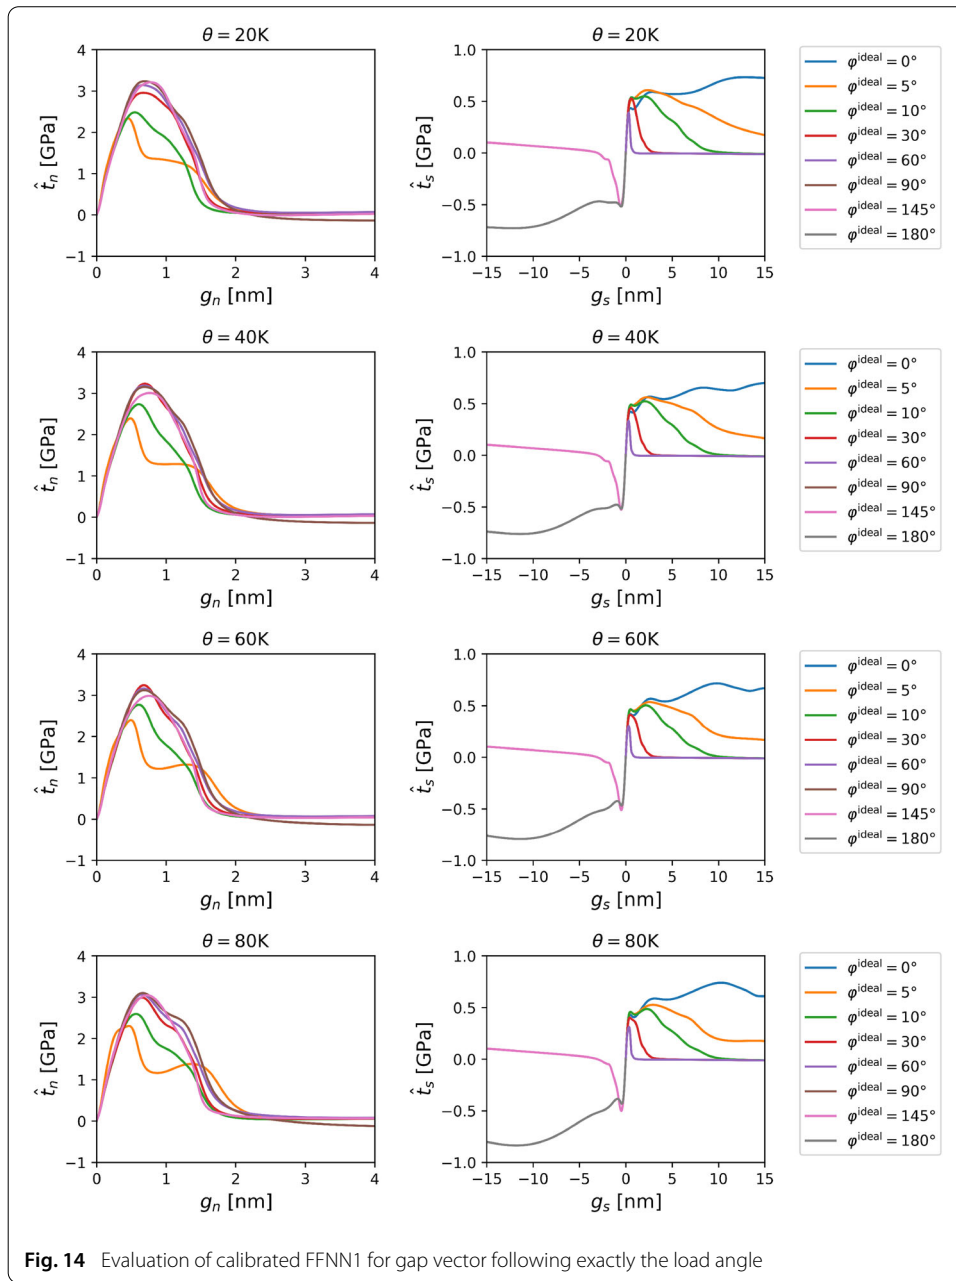 θ = 20K
θ = 20K
4
3
2
1
0
−1
t̂n [GPa]
0 1 2 3 4
gn [nm]
1.0
0.5
0.0
−0.5
−1.0
t̂s [GPa]
−15 −10 −5 0 5 10 15
gs [nm]
φideal = 0°
φideal = 5°
φideal = 10°
φideal = 30°
φideal = 60°
φideal = 90°
φideal = 145°
φideal = 180°
θ = 40K
θ = 40K
4
3
2
1
0
−1
t̂n [GPa]
0 1 2 3 4
gn [nm]
1.0
0.5
0.0
−0.5
−1.0
t̂s [GPa]
−15 −10 −5 0 5 10 15
gs [nm]
φideal = 0°
φideal = 5°
φideal = 10°
φideal = 30°
φideal = 60°
φideal = 90°
φideal = 145°
φideal = 180°
θ = 60K
θ = 60K
4
3
2
1
0
−1
t̂n [GPa]
0 1 2 3 4
gn [nm]
1.0
0.5
0.0
−0.5
−1.0
t̂s [GPa]
−15 −10 −5 0 5 10 15
gs [nm]
φideal = 0°
φideal = 5°
φideal = 10°
φideal = 30°
φideal = 60°
φideal = 90°
φideal = 145°
φideal = 180°
θ = 80K
θ = 80K
4
3
2
1
0
−1
t̂n [GPa]
0 1 2 3 4
gn [nm]
1.0
0.5
0.0
−0.5
−1.0
t̂s [GPa]
−15 −10 −5 0 5 10 15
gs [nm]
φideal = 0°
φideal = 5°
φideal = 10°
φideal = 30°
φideal = 60°
φideal = 90°
φideal = 145°
φideal = 180°
Fig. 14 Evaluation of calibrated FFNN1 for gap vector following exactly the load angle